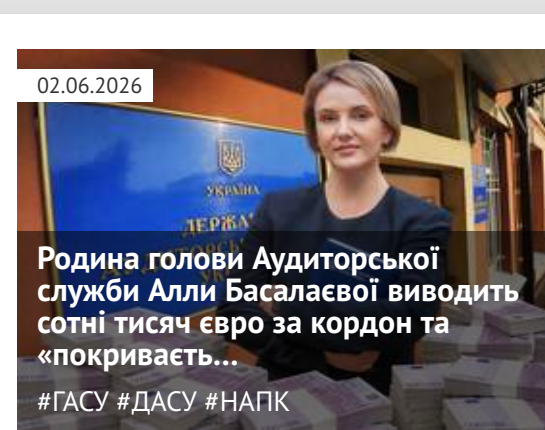 02.06.2026
УКРАЇНА
ДЕРЖА
Родина голови Аудиторської
служби Алли Басалаєвої виводить
сотні тисяч євро за кордон та
«покриваєть...
#ГАСУ #ДАСУ #НАПК